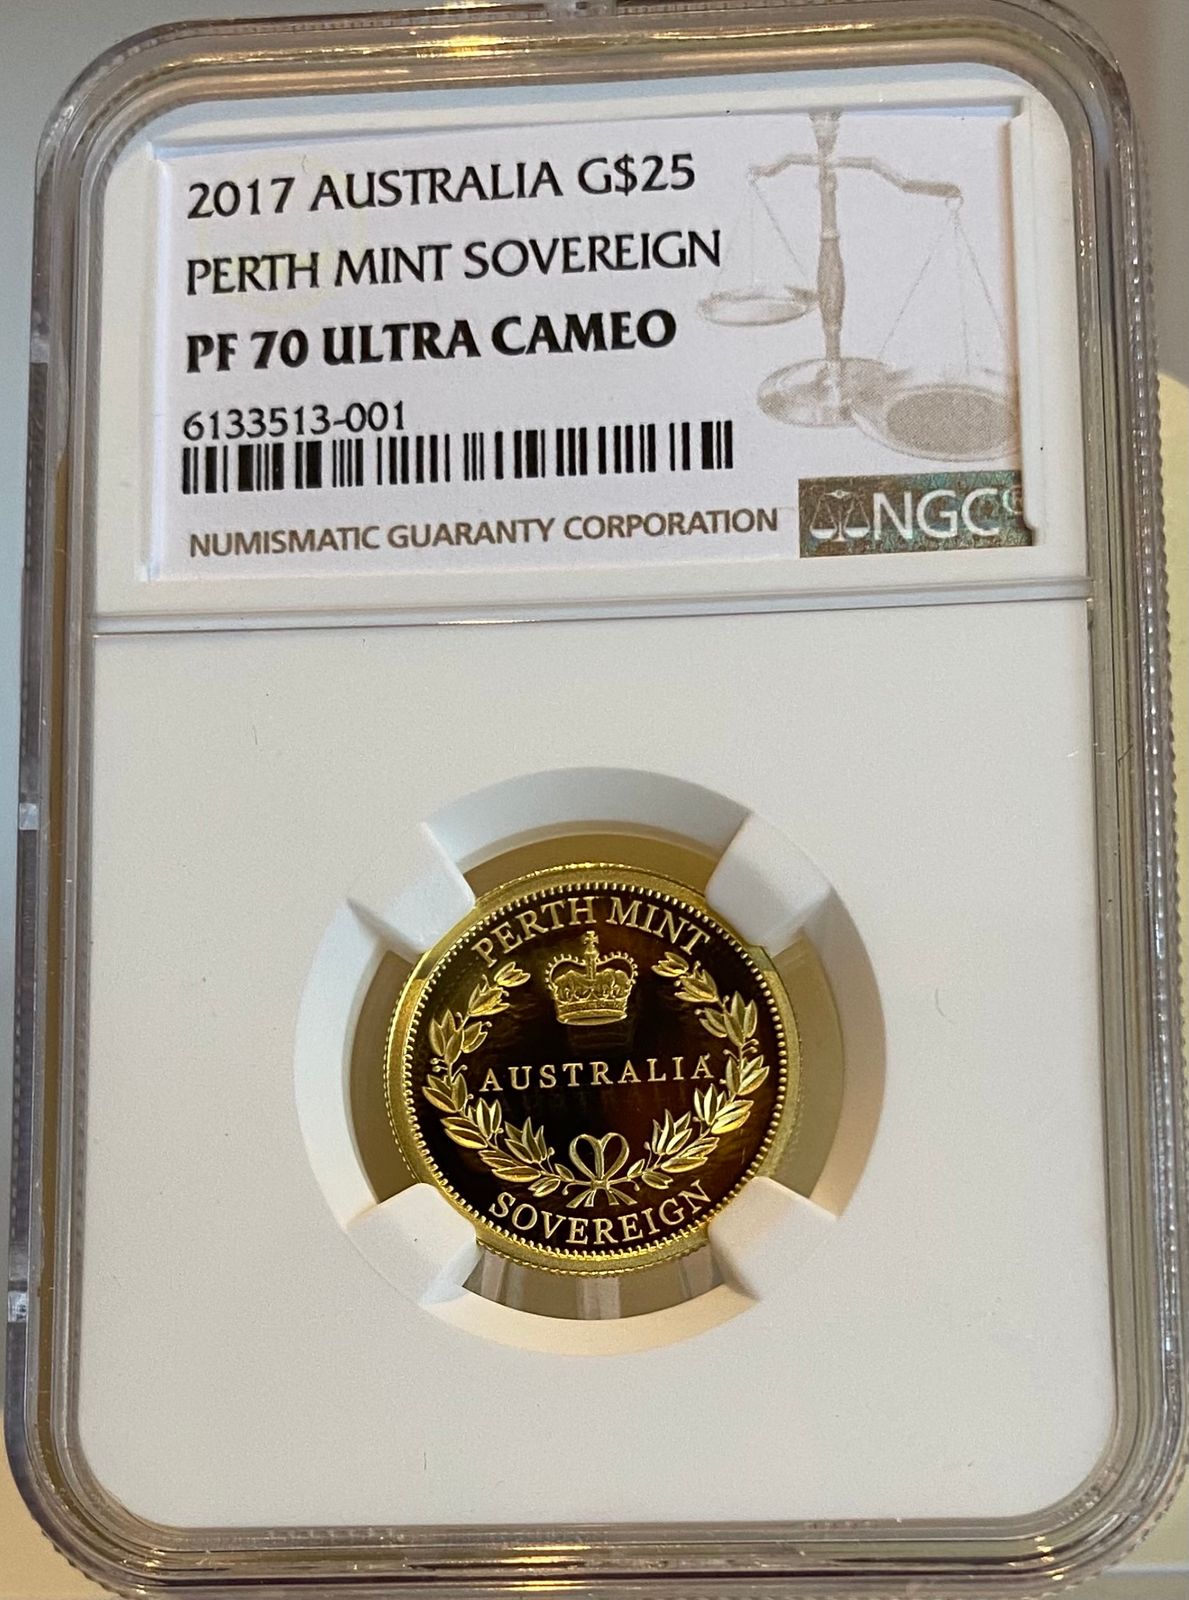 2017 AUSTRALIA G$25
PERTH MINT SOVEREIGN
PF 70 ULTRA CAMEO
6133513-001
NUMISMATIC GUARANTY CORPORATION
NGC
PERTH MINT
AUSTRALIA
SOVEREIGN